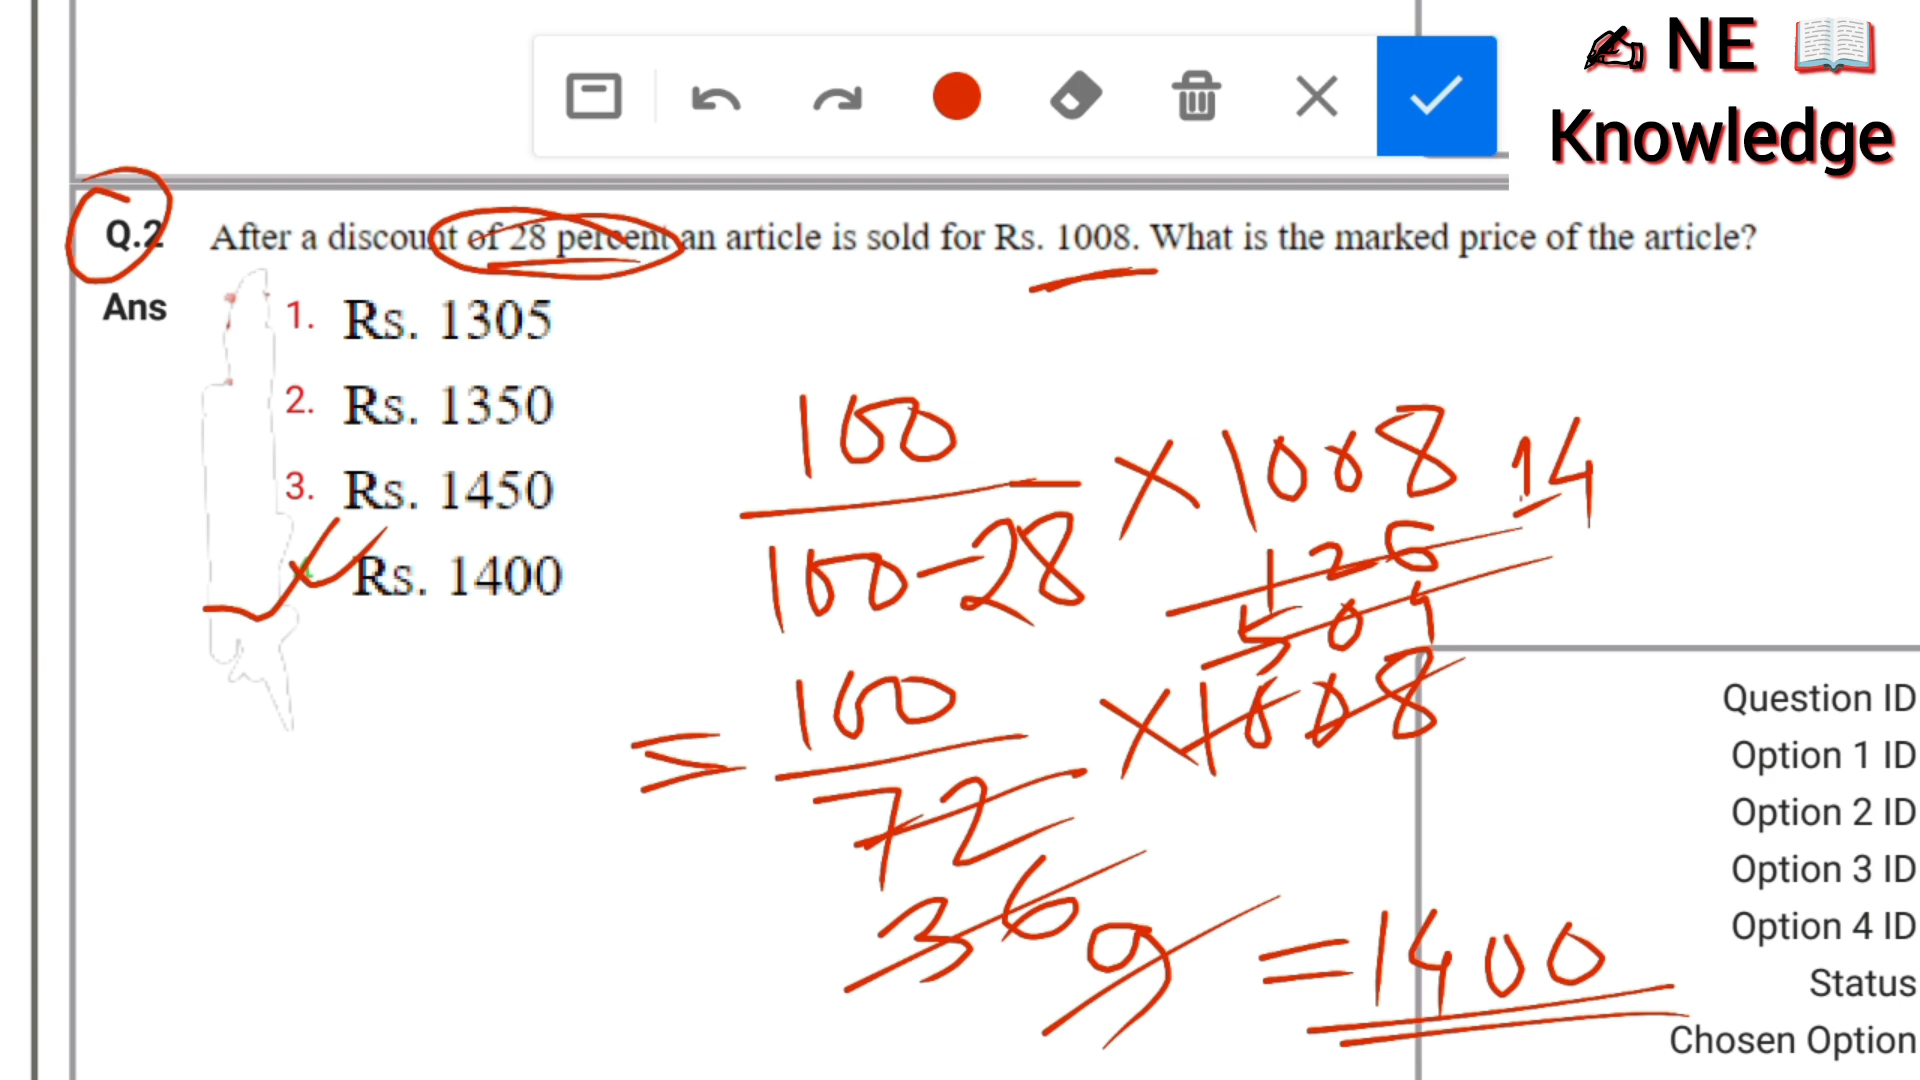 ✍ NE 📖
Knowledge
Q.2 After a discount of 28 percent an article is sold for Rs. 1008. What is the marked price of the article?
Ans
1. Rs. 1305
2. Rs. 1350
3. Rs. 1450
Rs. 1400
100 × 1008
100-28
14
126
504
= 100 × 1008
72
36
9
= 1400
Question ID
Option 1 ID
Option 2 ID
Option 3 ID
Option 4 ID
Status
Chosen Option